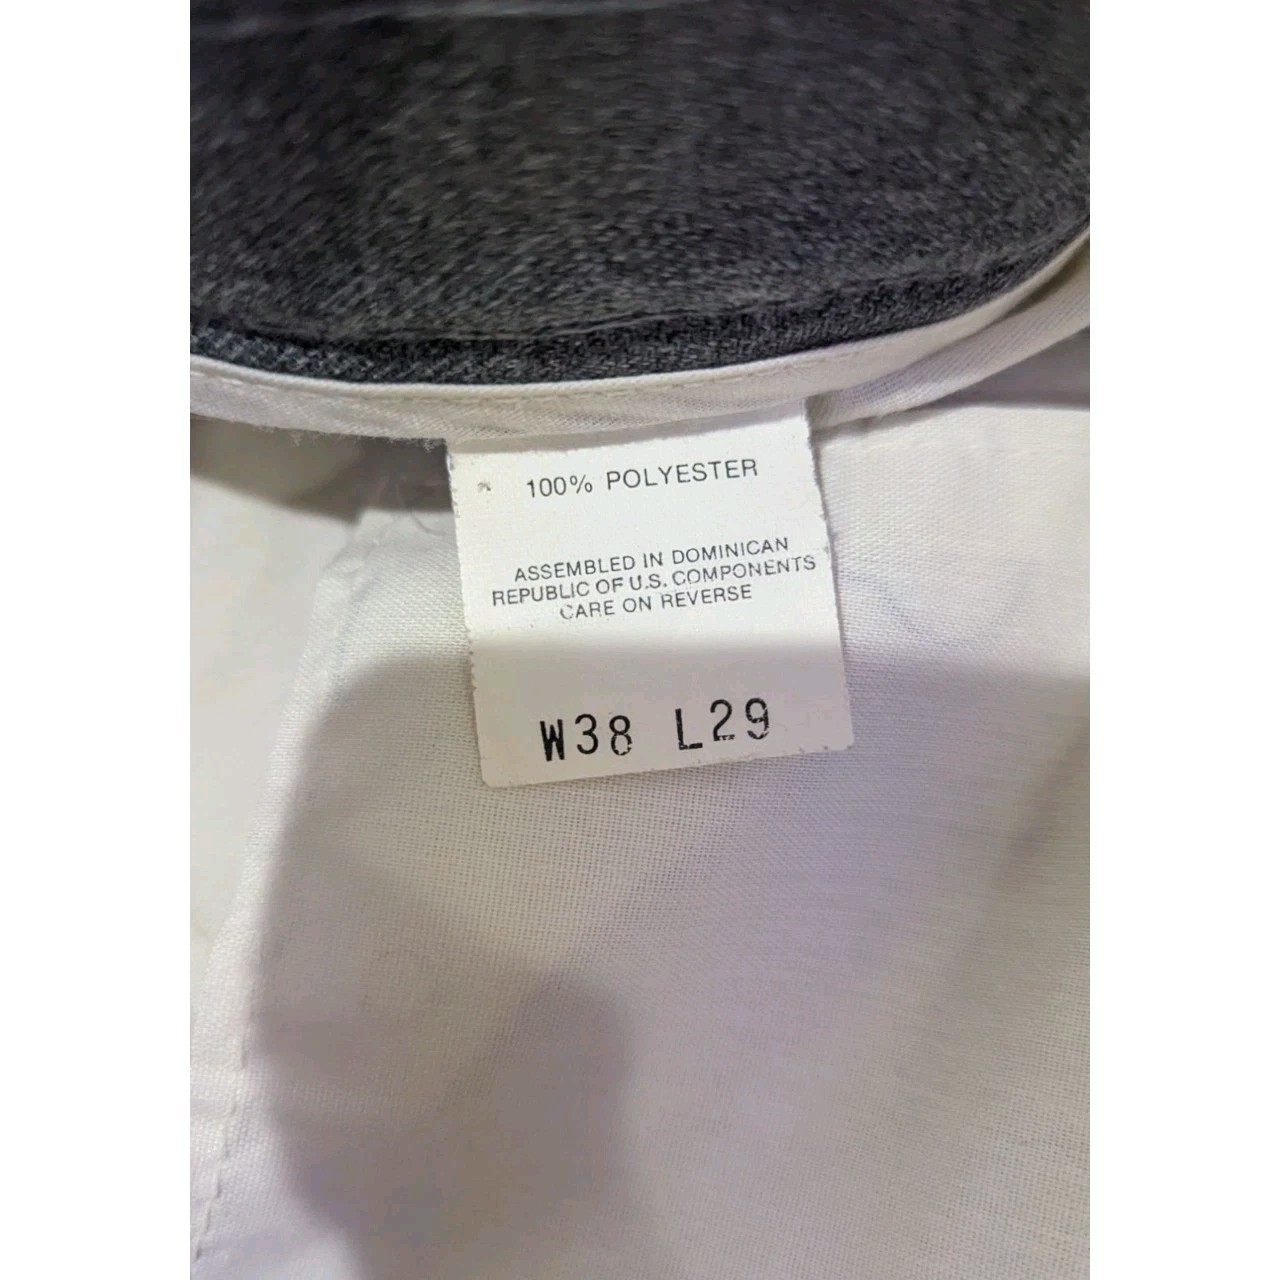 100% POLYESTER
ASSEMBLED IN DOMINICAN
REPUBLIC OF U.S. COMPONENTS
CARE ON REVERSE
W38 L29